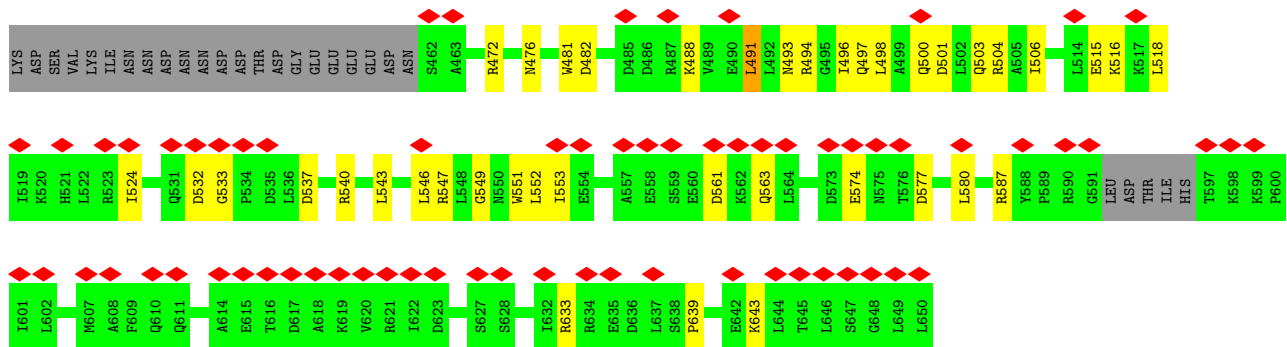 LYS ASP SER VAL LYS ILE ASN ASN ASP ASP ASN ASN ASP ASP THR ASP GLY GLU GLU GLU GLU GLU ASP ASN S462 A463 R472 N476 W481 D482 D485 D486 R487 K488 V489 E490 L491 L492 N493 R494 G495 I496 Q497 L498 A499 Q500 D501 L502 Q503 R504 A505 I506 L514 E515 K516 K517 L518
I519 K520 H521 L522 R523 I524 Q531 D532 G533 P534 D535 L536 D537 R540 L543 L546 R547 L548 G549 N550 W551 L552 I553 E554 A557 E558 S559 E560 D561 K562 Q563 L564 D573 E574 N575 T576 D577 L580 R587 Y588 P589 R590 G591 LEU ASP THR ILE HIS T597 K598 K599 P600
I601 L602 M607 A608 F609 Q610 Q611 A614 E615 T616 D617 A618 K619 V620 R621 I622 D623 S627 S628 I632 R633 R634 E635 D636 L637 S638 P639 E642 K643 L644 T645 L646 S647 G648 L649 L650